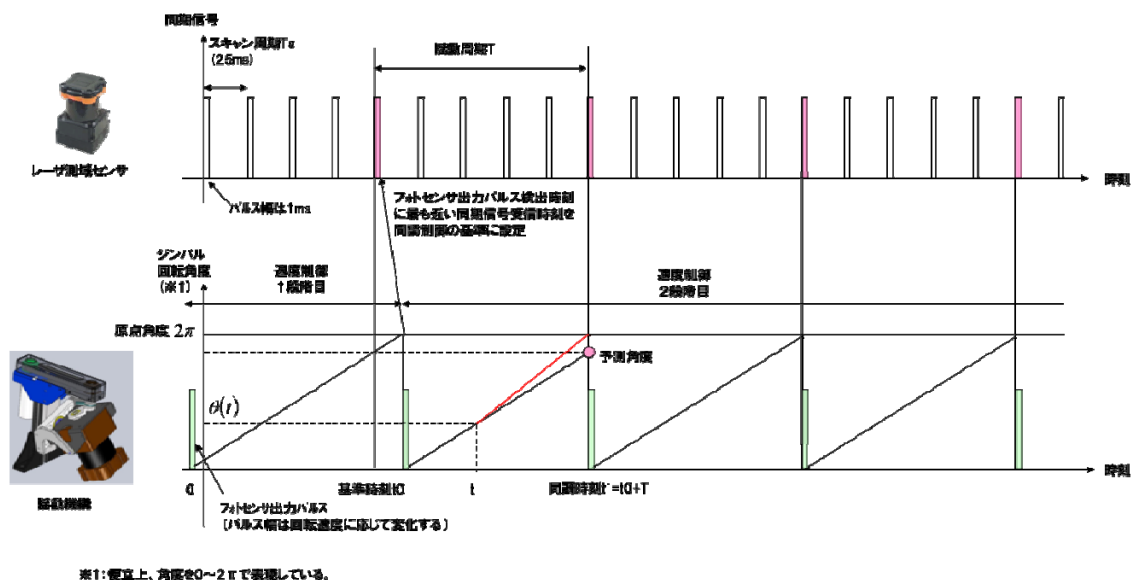 同期信号
スキャン周期Ts
(25ms)
揺動周期T
レーザ測域センサ
時刻
パルス幅は1ms
フォトセンサ出力パルス検出時刻
に最も近い同期信号受信時刻を
同調制御の基準に設定
ジンバル
回転角度
(※1)
速度制御
1段階目
速度制御
2段階目
原点角度 2π
予測角度
θ(t)
時刻
0
基準時刻t0
t
同調時刻t'=t0+T
揺動機構
フォトセンサ出力パルス
(パルス幅は回転速度に応じて変化する)
※1:便宜上、角度を0～2πで表現している。